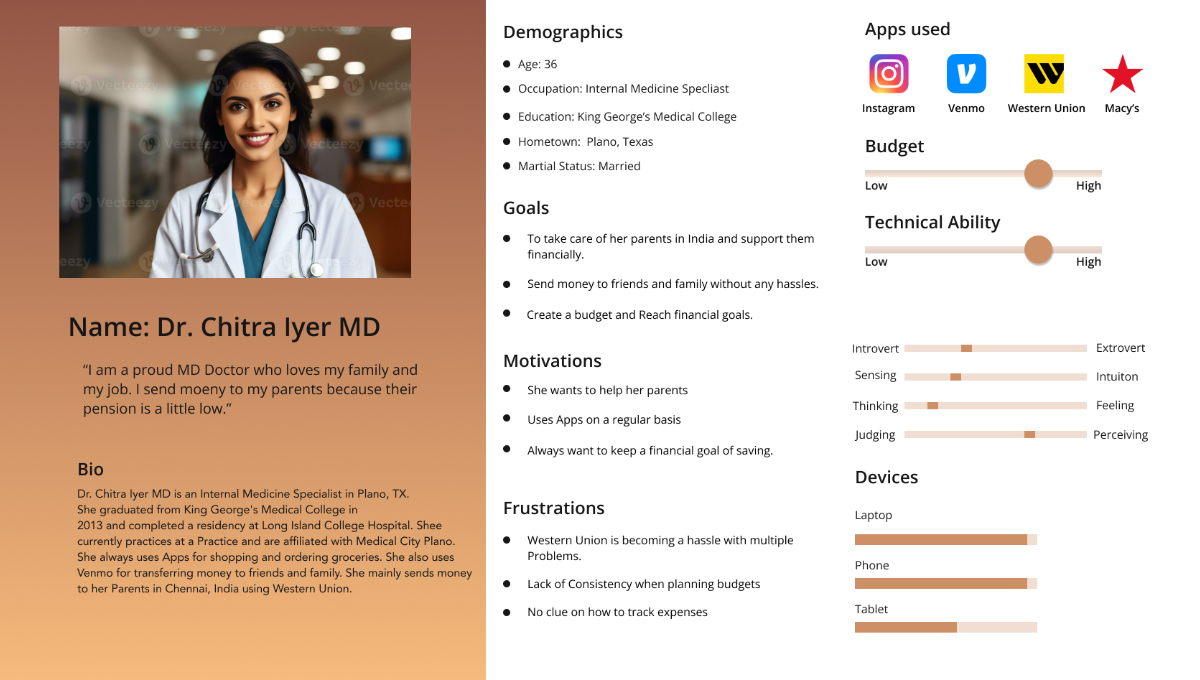 Vecteezy
Vecteezy
eezy
Vecteezy
Vecteezy
Vecteezy
eezy
Name: Dr. Chitra Iyer MD
“I am a proud MD Doctor who loves my family and
my job. I send moeny to my parents because their
pension is a little low.”
Bio
Dr. Chitra Iyer MD is an Internal Medicine Specialist in Plano, TX.
She graduated from King George's Medical College in
2013 and completed a residency at Long Island College Hospital. Shee
currently practices at a Practice and are affiliated with Medical City Plano.
She always uses Apps for shopping and ordering groceries. She also uses
Venmo for transferring money to friends and family. She mainly sends money
to her Parents in Chennai, India using Western Union.
Demographics
Age: 36
Occupation: Internal Medicine Specliast
Education: King George’s Medical College
Hometown: Plano, Texas
Martial Status: Married
Goals
To take care of her parents in India and support them
financially.
Send money to friends and family without any hassles.
Create a budget and Reach financial goals.
Motivations
She wants to help her parents
Uses Apps on a regular basis
Always want to keep a financial goal of saving.
Frustrations
Western Union is becoming a hassle with multiple
Problems.
Lack of Consistency when planning budgets
No clue on how to track expenses
Apps used
Instagram
Venmo
Western Union
Macy’s
Budget
Low
High
Technical Ability
Low
High
Introvert
Extrovert
Sensing
Intuiton
Thinking
Feeling
Judging
Perceiving
Devices
Laptop
Phone
Tablet